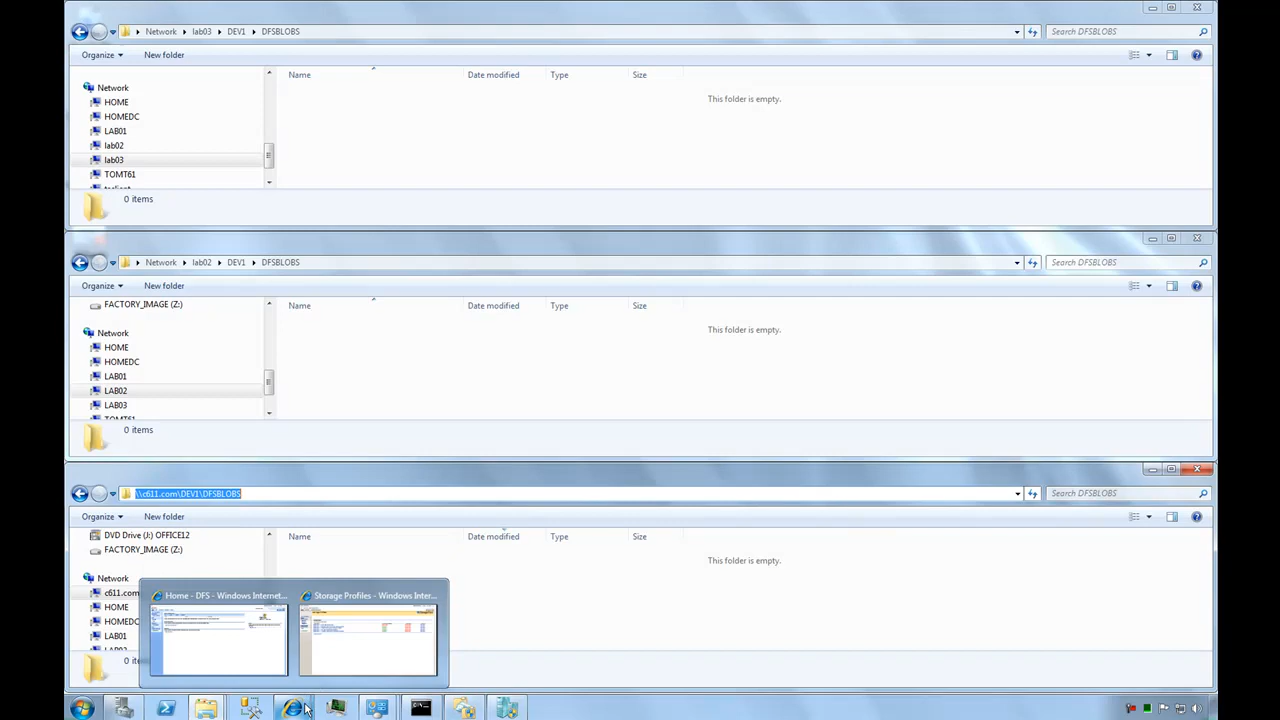 Network lab03 DEV1 DFSBLOBS Search DFSBLOBS
Organize New folder
Network
HOME
HOMEDC
LAB01
lab02
lab03
TOMT61
Name Date modified Type Size
This folder is empty.
0 items
Network lab02 DEV1 DFSBLOBS Search DFSBLOBS
Organize New folder
FACTORY_IMAGE (Z:)
Network
HOME
HOMEDC
LAB01
LAB02
LAB03
TOMT61
Name Date modified Type Size
This folder is empty.
0 items
\\c611.com\DEV1\DFSBLOBS Search DFSBLOBS
Organize New folder
DVD Drive (J:) OFFICE12
FACTORY_IMAGE (Z:)
Network
c611.com
HOME
HOMEDC
LAB01
Name Date modified Type Size
This folder is empty.
Home - DFS - Windows Internet...
Storage Profiles - Windows Inter...